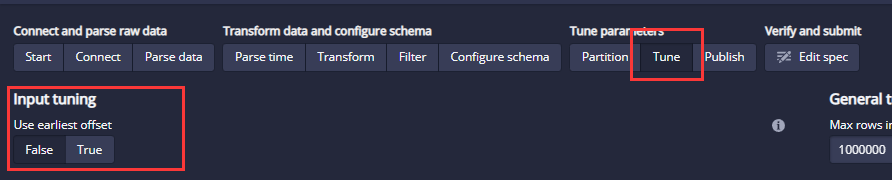 Connect and parse raw data Transform data and configure schema Tune parameters Verify and submit
Start Connect Parse data Parse time Transform Filter Configure schema Partition Tune Publish Edit spec
Input tuning General t
Use earliest offset Max rows in
False True 1000000